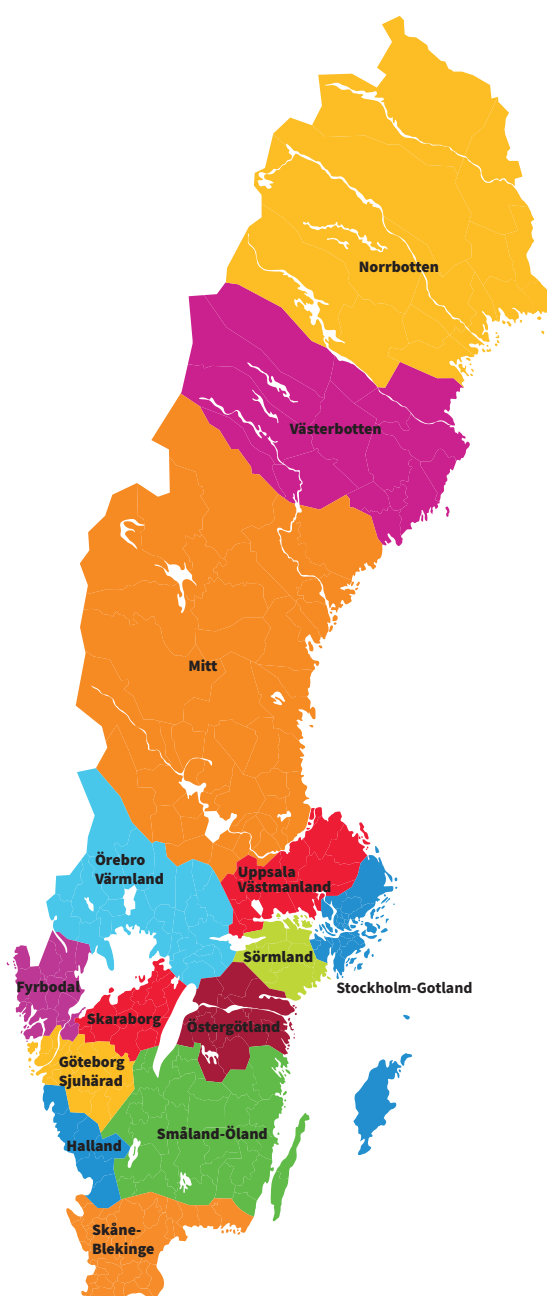 Norrbotten
Västerbotten
Mitt
Örebro
Värmland
Uppsala
Västmanland
Sörmland
Fyrbodal
Stockholm-Gotland
Skaraborg
Östergötland
Göteborg
Sjuhärad
Småland-Öland
Halland
Skåne-
Blekinge